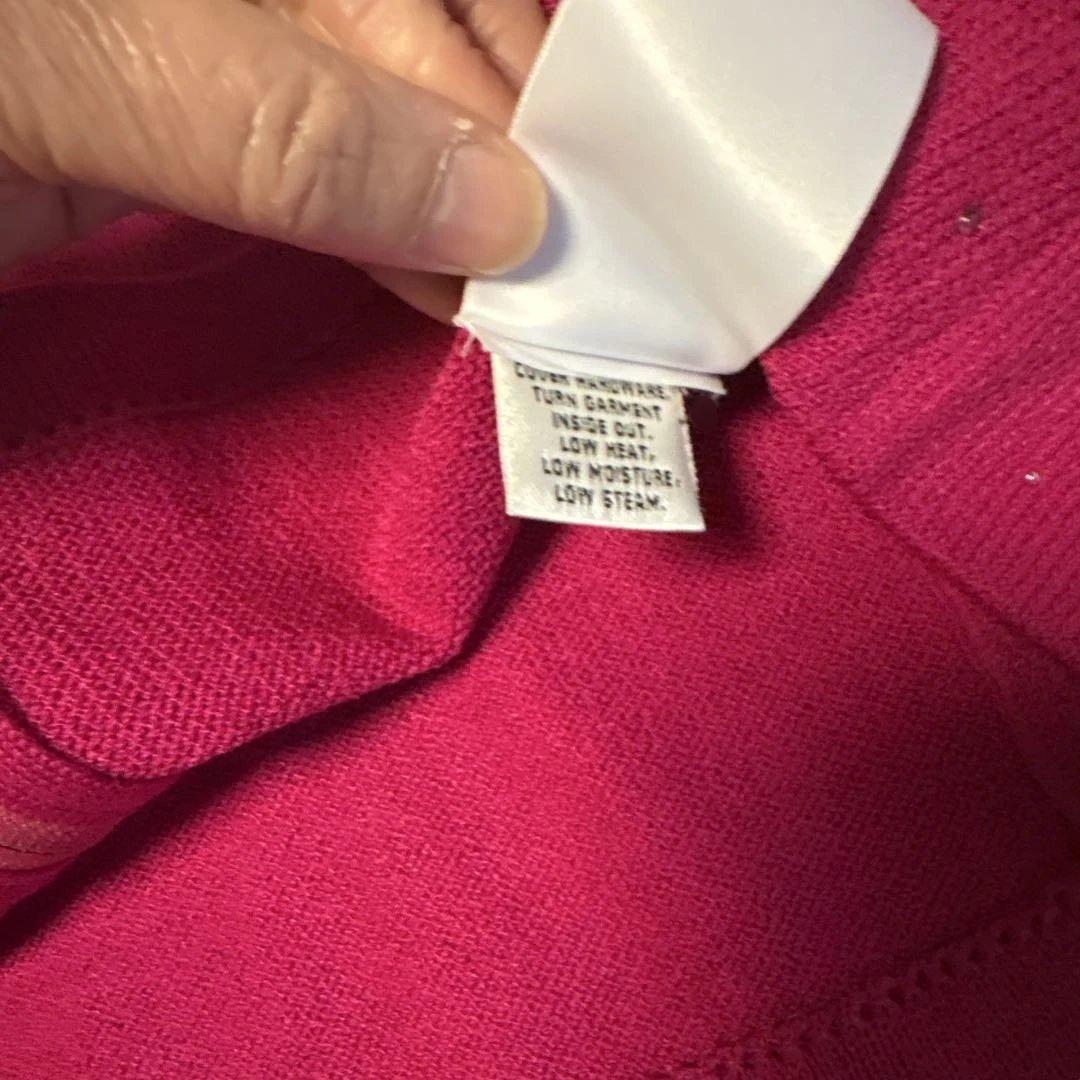 COVER HARDWARE.
TURN GARMENT
INSIDE OUT.
LOW HEAT,
LOW MOISTURE,
LOW STEAM.